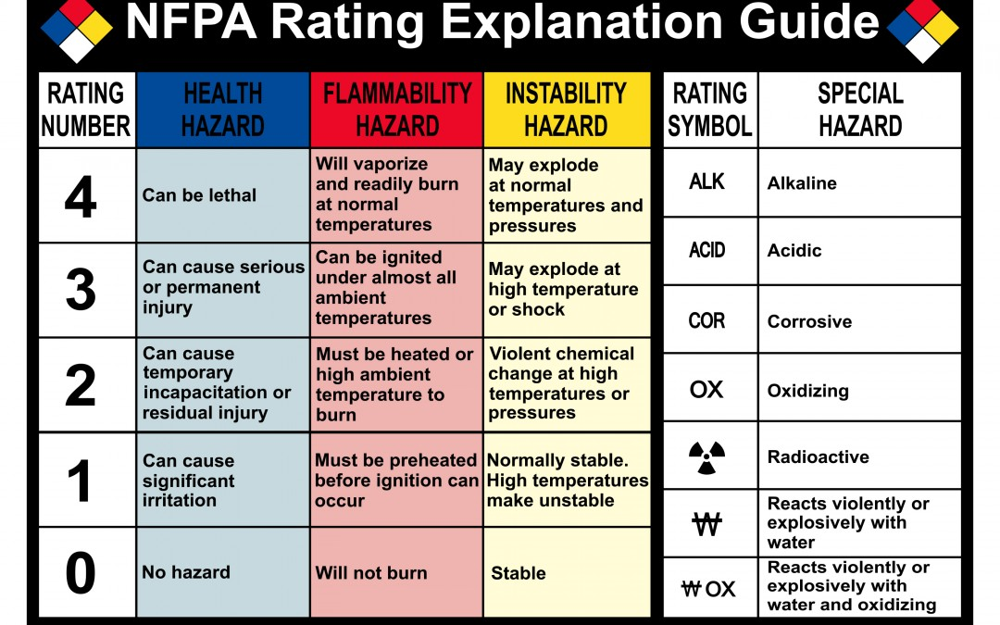 NFPA Rating Explanation Guide
RATING
NUMBER
HEALTH
HAZARD
FLAMMABILITY
HAZARD
INSTABILITY
HAZARD
4
Can be lethal
Will vaporize
and readily burn
at normal
temperatures
May explode
at normal
temperatures and
pressures
3
Can cause serious
or permanent
injury
Can be ignited
under almost all
ambient
temperatures
May explode at
high temperature
or shock
2
Can cause
temporary
incapacitation or
residual injury
Must be heated or
high ambient
temperature to
burn
Violent chemical
change at high
temperatures or
pressures
1
Can cause
significant
irritation
Must be preheated
before ignition can
occur
Normally stable.
High temperatures
make unstable
0
No hazard
Will not burn
Stable
RATING
SYMBOL
SPECIAL
HAZARD
ALK
Alkaline
ACID
Acidic
COR
Corrosive
OX
Oxidizing
Radioactive
W
Reacts violently or
explosively with
water
W OX
Reacts violently or
explosively with
water and oxidizing